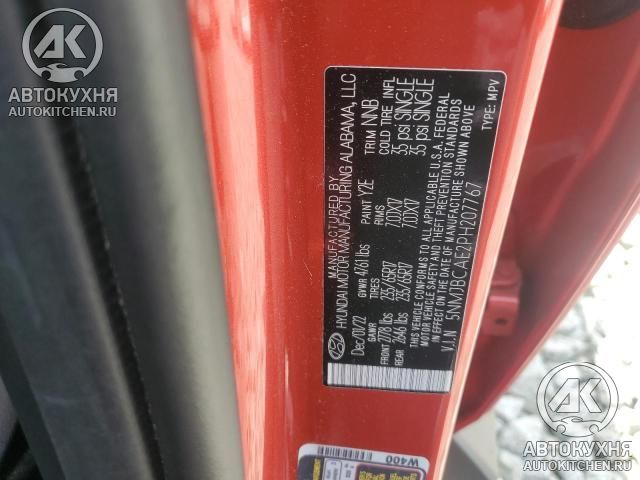 АВТОКУХНЯ
AUTOKITCHEN.RU
MANUFACTURED BY
HYUNDAI MOTOR MANUFACTURING ALABAMA, LLC
Dec/01/22 GVWR 4761 lbs PAINT Y2E TRIM NNB
GAWR TIRES RIMS COLD TIRE INFL
FRONT 2778 lbs 235/65R17 7.0JX17 35 psi SINGLE
REAR 2646 lbs 235/65R17 7.0JX17 35 psi SINGLE
THIS VEHICLE CONFORMS TO ALL APPLICABLE U.S.A. FEDERAL
MOTOR VEHICLE SAFETY AND THEFT PREVENTION STANDARDS
IN EFFECT ON THE DATE OF MANUFACTURE SHOWN ABOVE
V.I.N 5NMJBCAE2PH207767
TYPE: MPV
W400
АВТОКУХНЯ
AUTOKITCHEN.RU